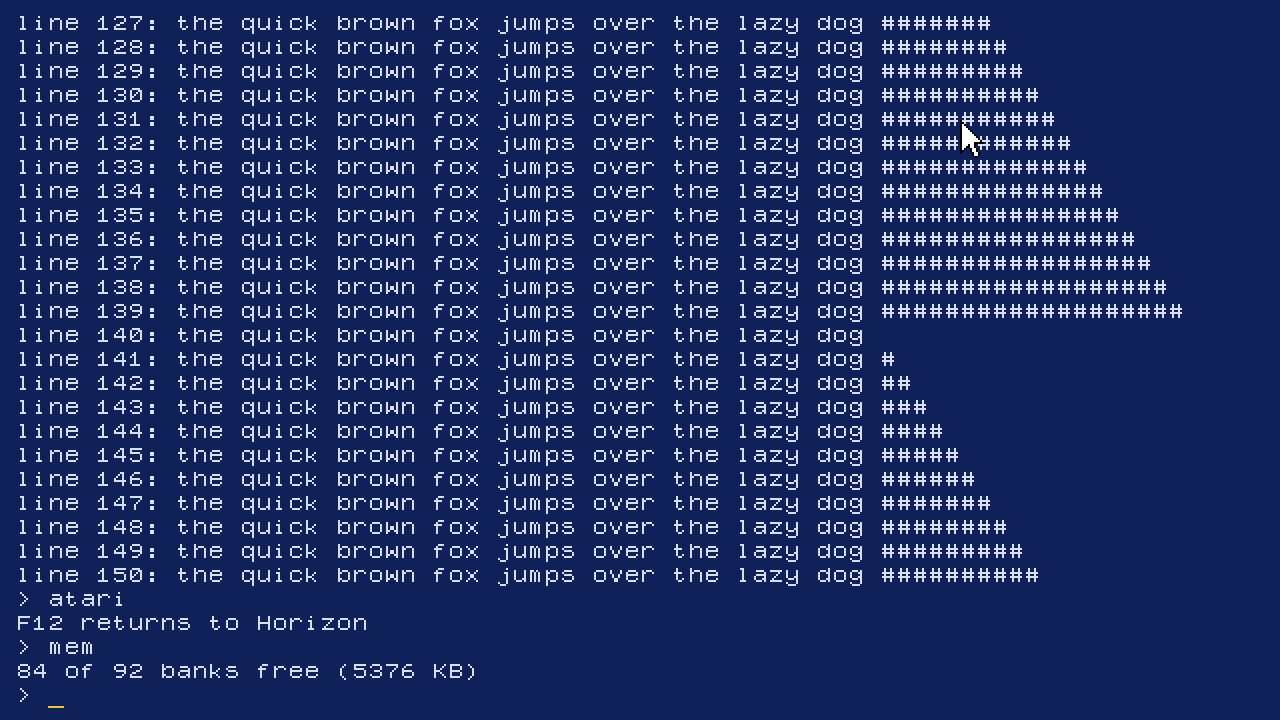 line 127: the quick brown fox jumps over the lazy dog #######
line 128: the quick brown fox jumps over the lazy dog ########
line 129: the quick brown fox jumps over the lazy dog #########
line 130: the quick brown fox jumps over the lazy dog ##########
line 131: the quick brown fox jumps over the lazy dog ###########
line 132: the quick brown fox jumps over the lazy dog ############
line 133: the quick brown fox jumps over the lazy dog #############
line 134: the quick brown fox jumps over the lazy dog ##############
line 135: the quick brown fox jumps over the lazy dog ###############
line 136: the quick brown fox jumps over the lazy dog ################
line 137: the quick brown fox jumps over the lazy dog #################
line 138: the quick brown fox jumps over the lazy dog ##################
line 139: the quick brown fox jumps over the lazy dog ###################
line 140: the quick brown fox jumps over the lazy dog
line 141: the quick brown fox jumps over the lazy dog #
line 142: the quick brown fox jumps over the lazy dog ##
line 143: the quick brown fox jumps over the lazy dog ###
line 144: the quick brown fox jumps over the lazy dog ####
line 145: the quick brown fox jumps over the lazy dog #####
line 146: the quick brown fox jumps over the lazy dog ######
line 147: the quick brown fox jumps over the lazy dog #######
line 148: the quick brown fox jumps over the lazy dog ########
line 149: the quick brown fox jumps over the lazy dog #########
line 150: the quick brown fox jumps over the lazy dog ##########
> atari
F12 returns to Horizon
> mem
84 of 92 banks free (5376 KB)
> _